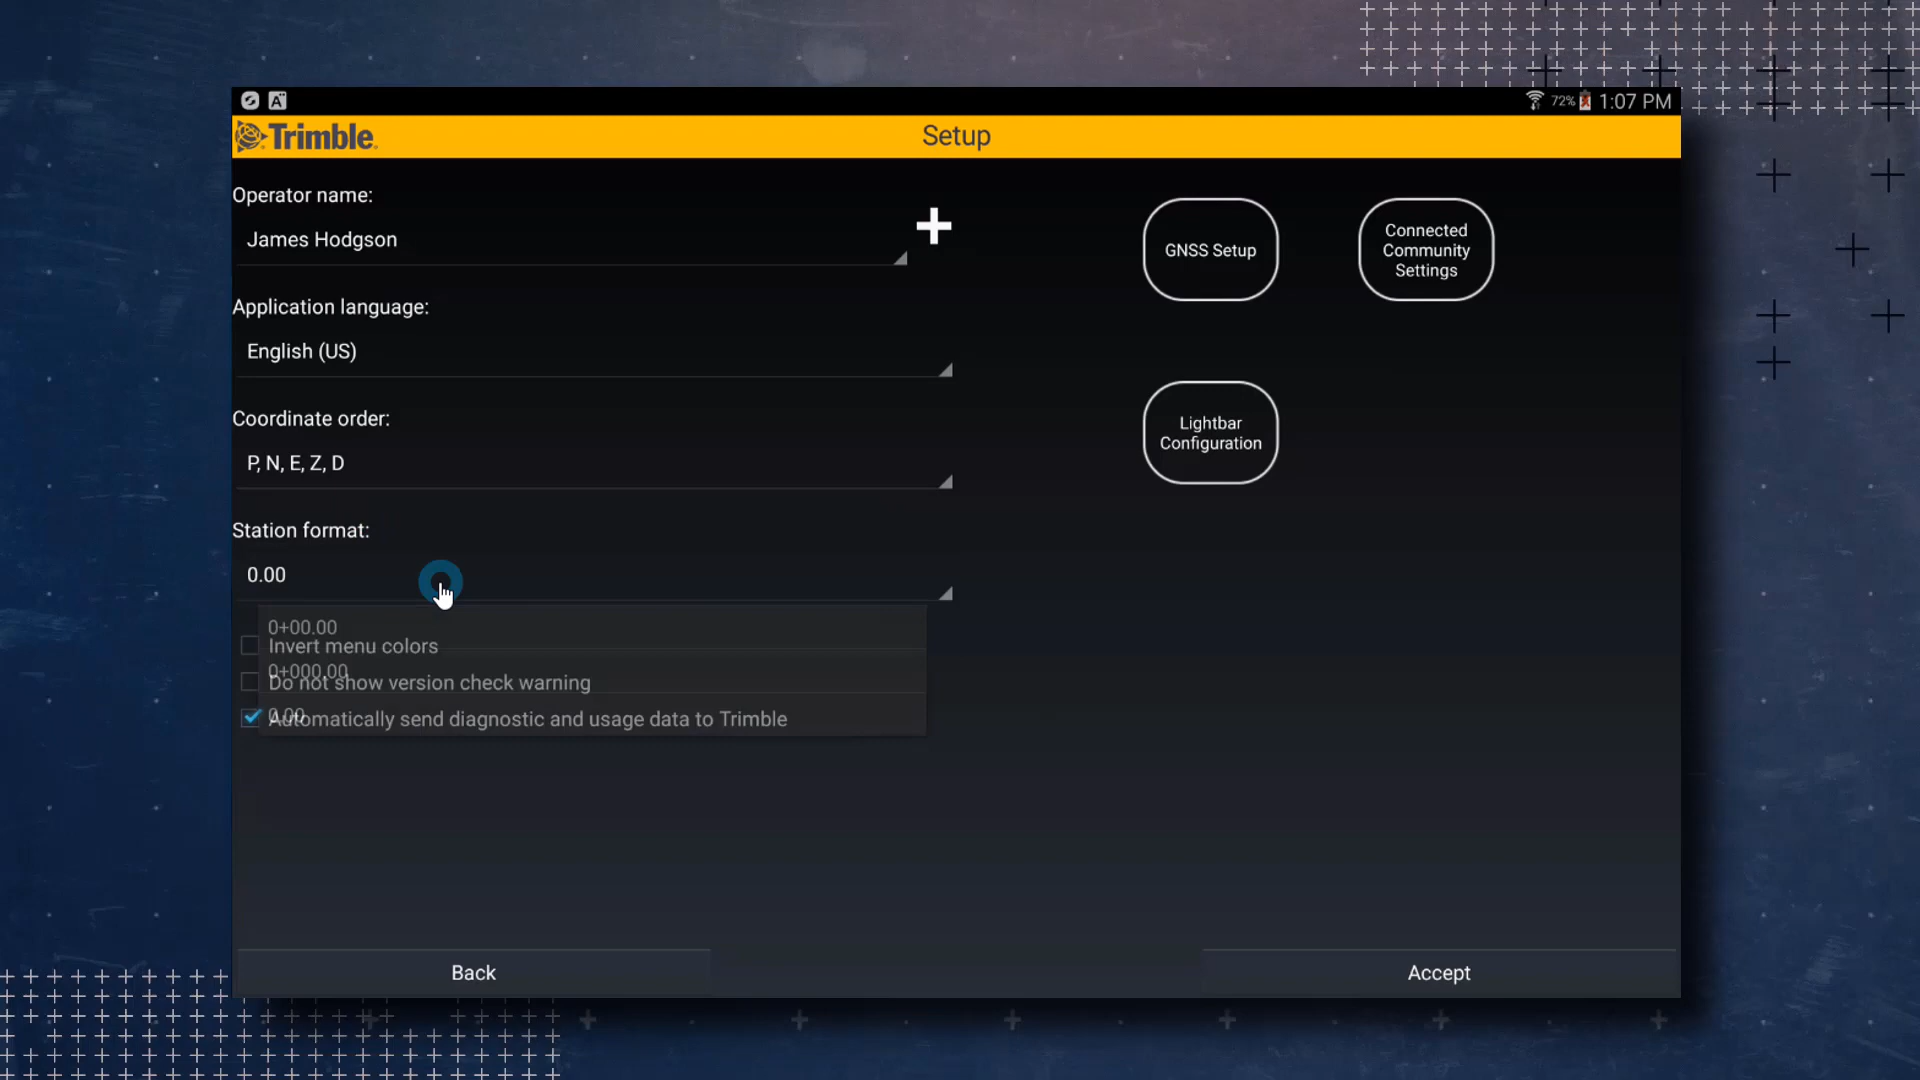 72% 1:07 PM
Trimble
Setup
Operator name:
James Hodgson
Application language:
English (US)
Coordinate order:
P, N, E, Z, D
Station format:
0.00
0+00.00
Invert menu colors
0+000.00
Do not show version check warning
0.00
Automatically send diagnostic and usage data to Trimble
GNSS Setup
Connected
Community
Settings
Lightbar
Configuration
Back
Accept